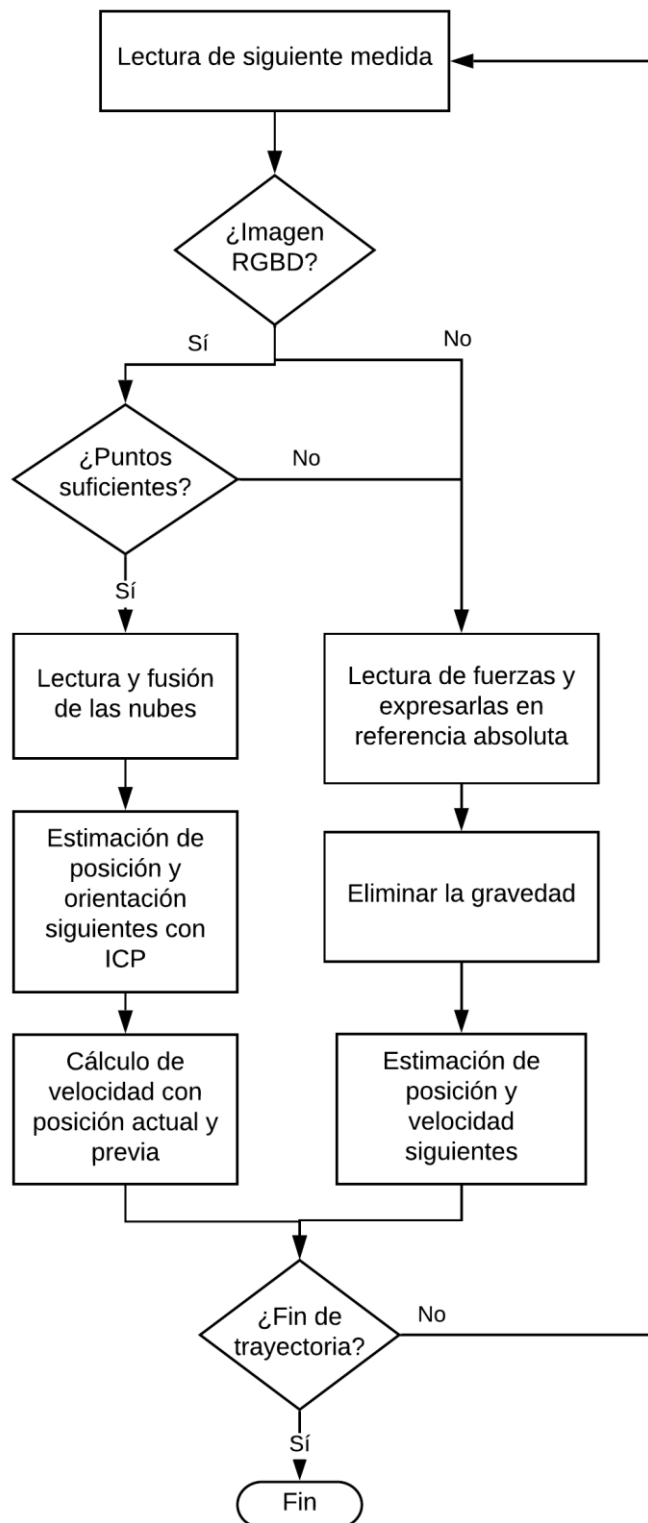 Lectura de siguiente medida
¿Imagen
RGBD?
Sí
No
¿Puntos
suficientes?
No
Sí
Lectura y fusión
de las nubes
Lectura de fuerzas y
expresarlas en
referencia absoluta
Estimación de
posición y
orientación
siguientes con
ICP
Eliminar la gravedad
Cálculo de
velocidad con
posición actual y
previa
Estimación de
posición y
velocidad
siguientes
¿Fin de
trayectoria?
No
Sí
Fin